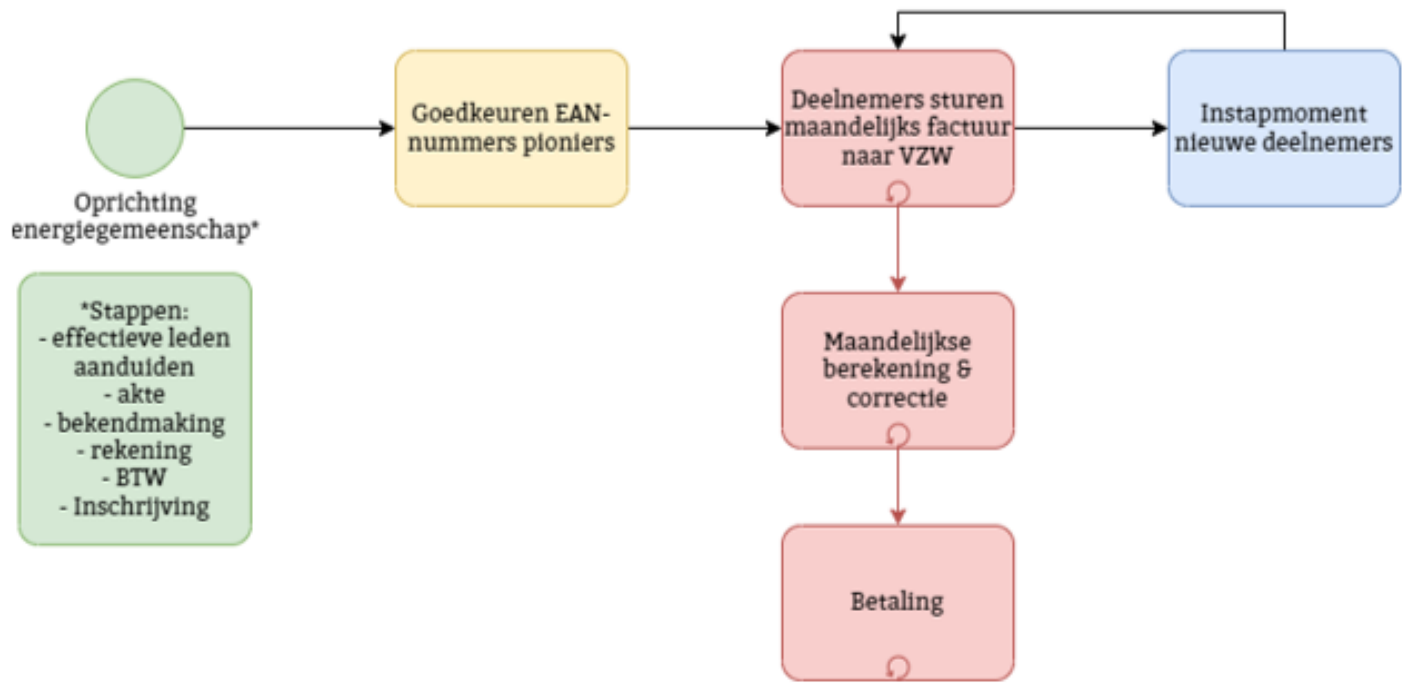 Oprichting
energiegemeenschap*
*Stappen:
- effectieve leden
aanduiden
- akte
- bekendmaking
- rekening
- BTW
- Inschrijving
Goedkeuren EAN-
nummers pioniers
Deelnemers sturen
maandelijks factuur
naar VZW
Instapmoment
nieuwe deelnemers
Maandelijkse
berekening &
correctie
Betaling